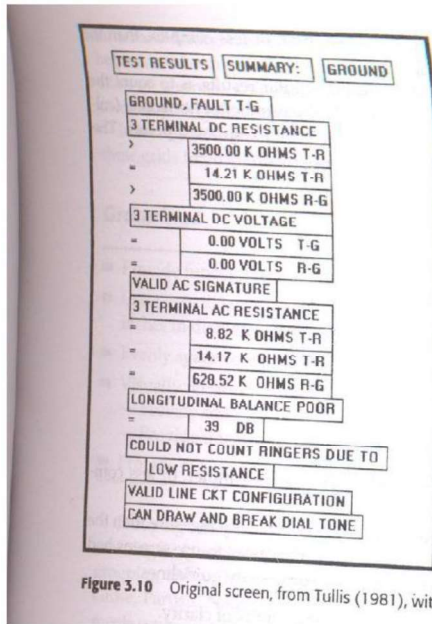 TEST RESULTS SUMMARY: GROUND
GROUND, FAULT T-G
3 TERMINAL DC RESISTANCE
> 3500.00 K OHMS T-R
= 14.21 K OHMS T-R
> 3500.00 K OHMS R-G
3 TERMINAL DC VOLTAGE
= 0.00 VOLTS T-G
= 0.00 VOLTS R-G
VALID AC SIGNATURE
3 TERMINAL AC RESISTANCE
= 8.82 K OHMS T-R
= 14.17 K OHMS T-R
= 628.52 K OHMS R-G
LONGITUDINAL BALANCE POOR
= 39 DB
COULD NOT COUNT RINGERS DUE TO
LOW RESISTANCE
VALID LINE CKT CONFIGURATION
CAN DRAW AND BREAK DIAL TONE
Figure 3.10 Original screen, from Tullis (1981), wit